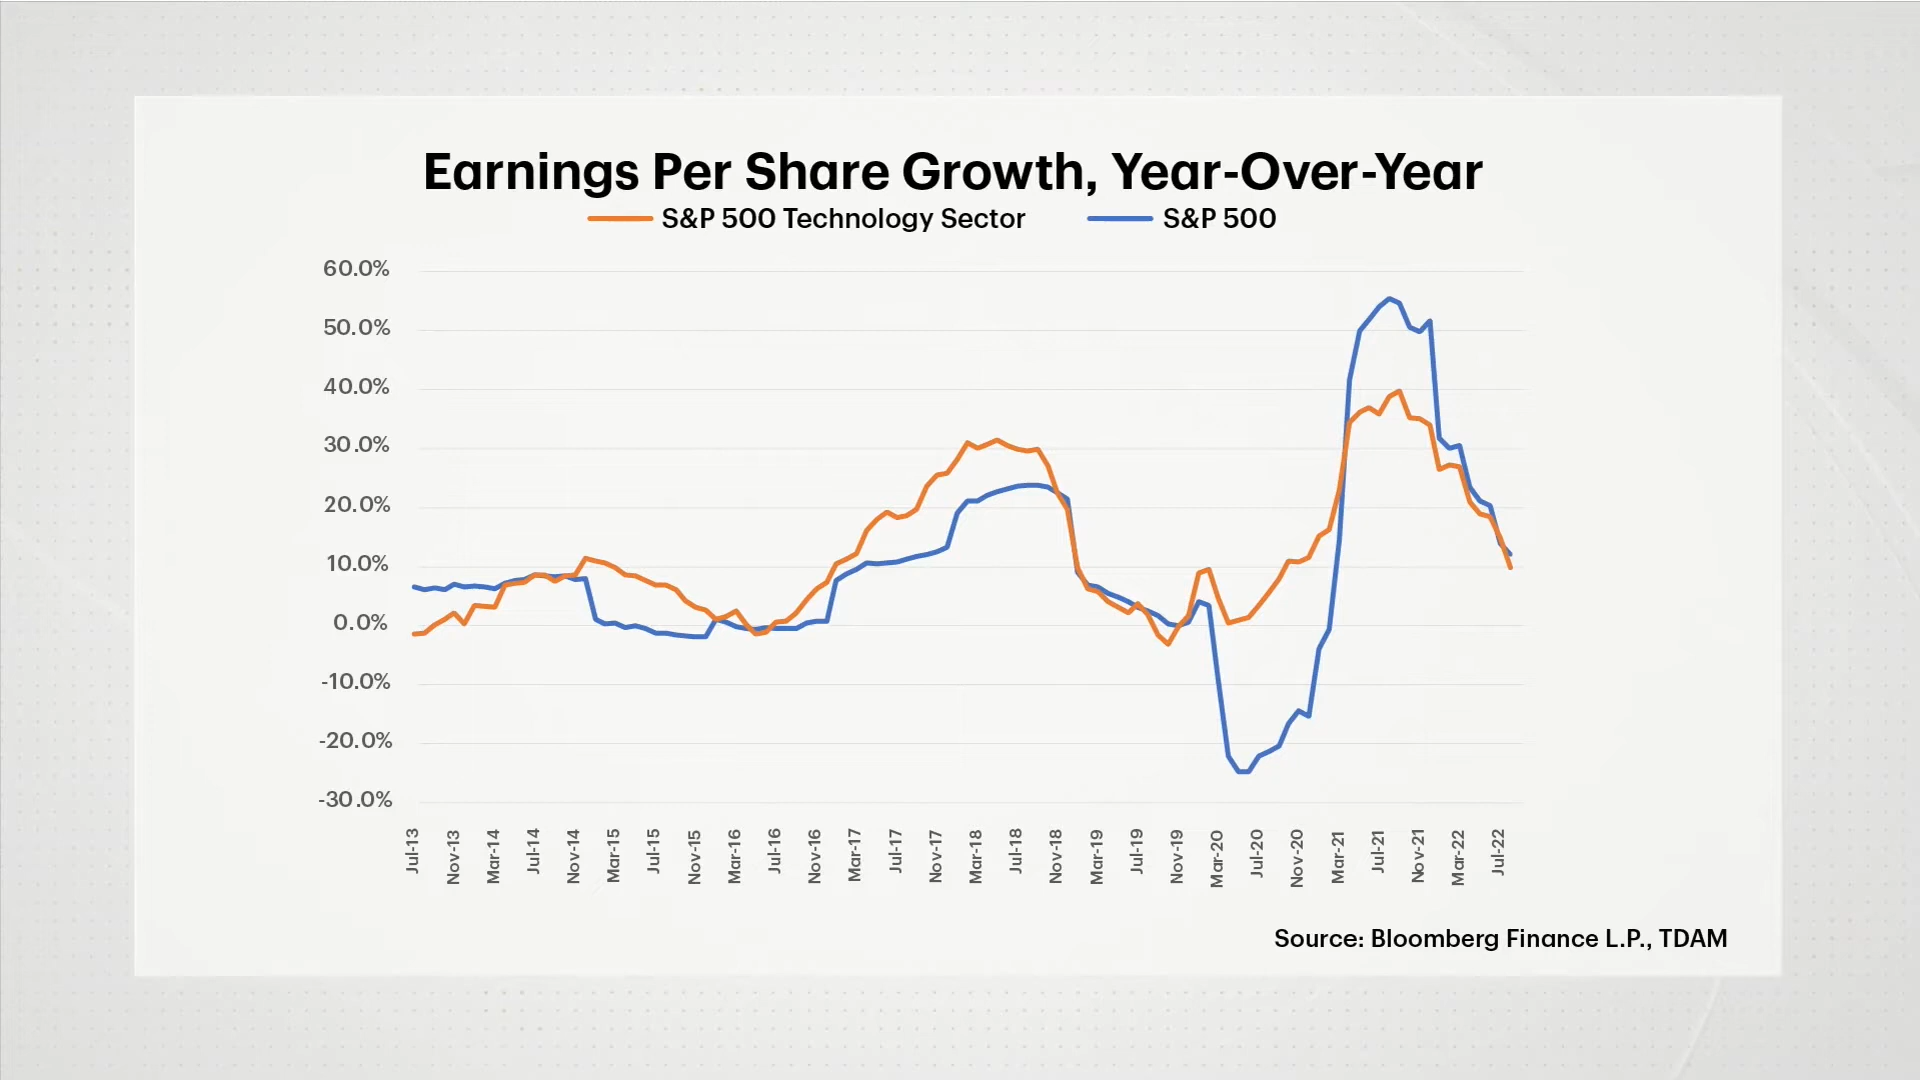 Earnings Per Share Growth, Year-Over-Year
S&P 500 Technology Sector S&P 500
60.0%
50.0%
40.0%
30.0%
20.0%
10.0%
0.0%
-10.0%
-20.0%
-30.0%
Jul-13 Nov-13 Mar-14 Jul-14 Nov-14 Mar-15 Jul-15 Nov-15 Mar-16 Jul-16 Nov-16 Mar-17 Jul-17 Nov-17 Mar-18 Jul-18 Nov-18 Mar-19 Jul-19 Nov-19 Mar-20 Jul-20 Nov-20 Mar-21 Jul-21 Nov-21 Mar-22 Jul-22
Source: Bloomberg Finance L.P., TDAM